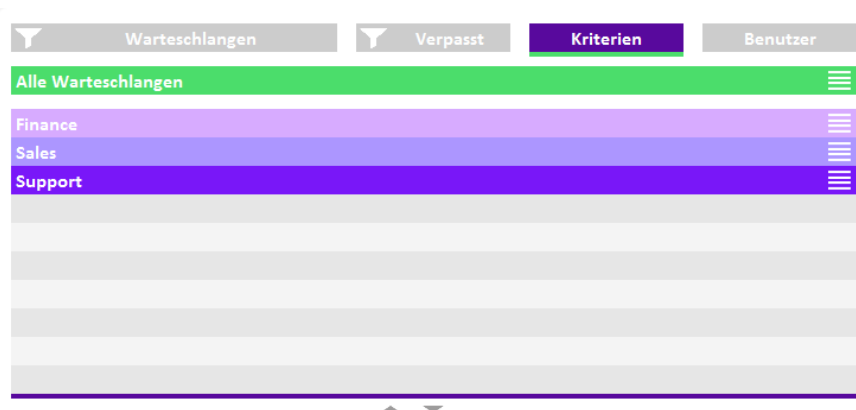 Warteschlangen Verpasst Kriterien Benutzer
Alle Warteschlangen
Finance
Sales
Support